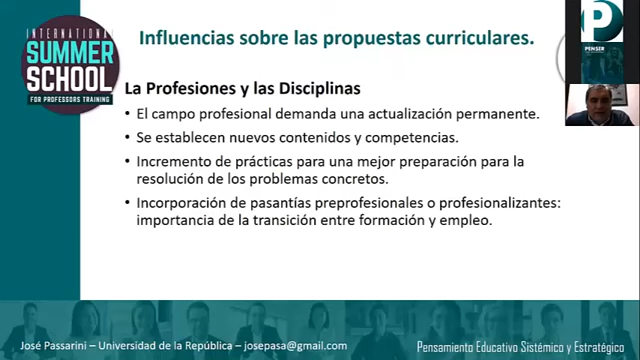 INTERNATIONAL
SUMMER
SCHOOL
FOR PROFESSORS TRAINING
Influencias sobre las propuestas curriculares.
PENSER
La Profesiones y las Disciplinas
• El campo profesional demanda una actualización permanente.
• Se establecen nuevos contenidos y competencias.
• Incremento de prácticas para una mejor preparación para la
resolución de los problemas concretos.
• Incorporación de pasantías preprofesionales o profesionalizantes:
importancia de la transición entre formación y empleo.
José Passarini – Universidad de la República – josepasa@gmail.com
Pensamiento Educativo Sistémico y Estratégico